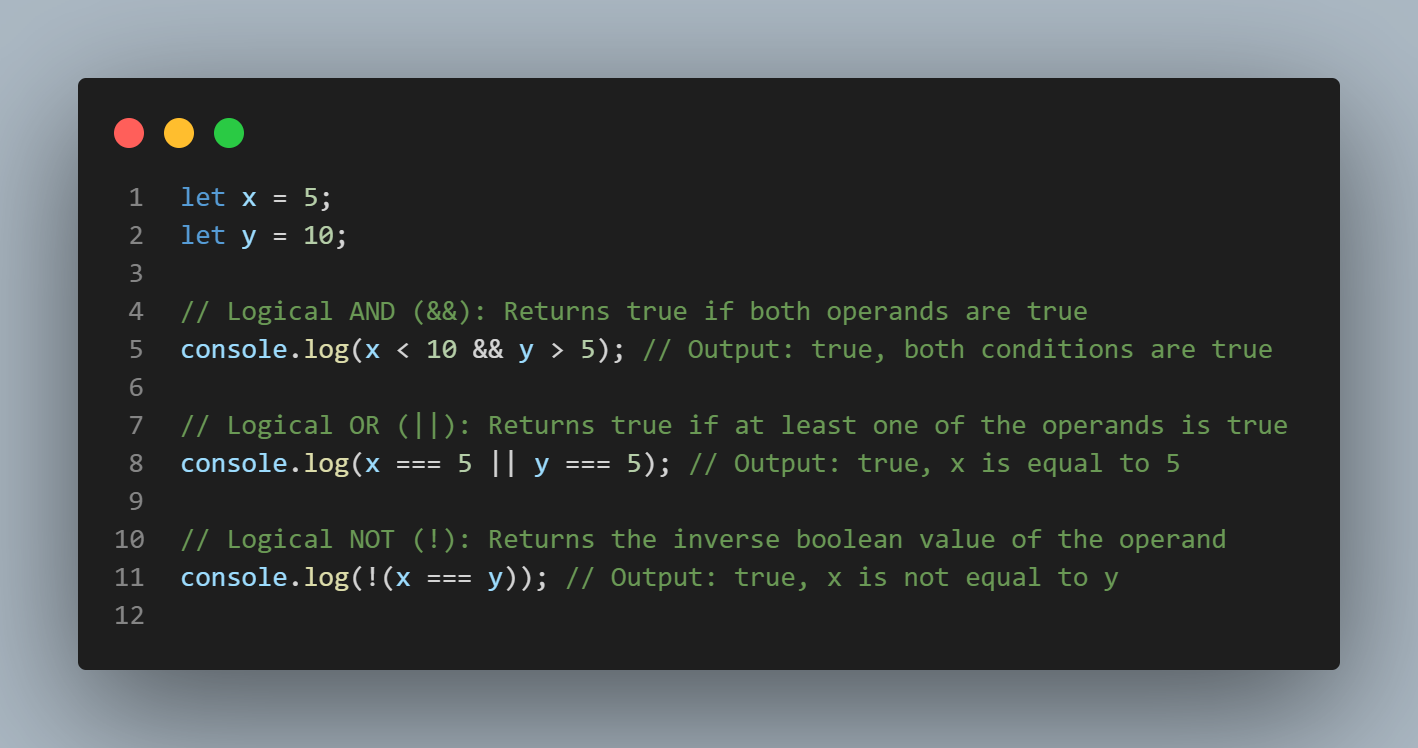 1 let x = 5;
2 let y = 10;
3
4 // Logical AND (&&): Returns true if both operands are true
5 console.log(x < 10 && y > 5); // Output: true, both conditions are true
6
7 // Logical OR (||): Returns true if at least one of the operands is true
8 console.log(x === 5 || y === 5); // Output: true, x is equal to 5
9
10 // Logical NOT (!): Returns the inverse boolean value of the operand
11 console.log(!(x === y)); // Output: true, x is not equal to y
12